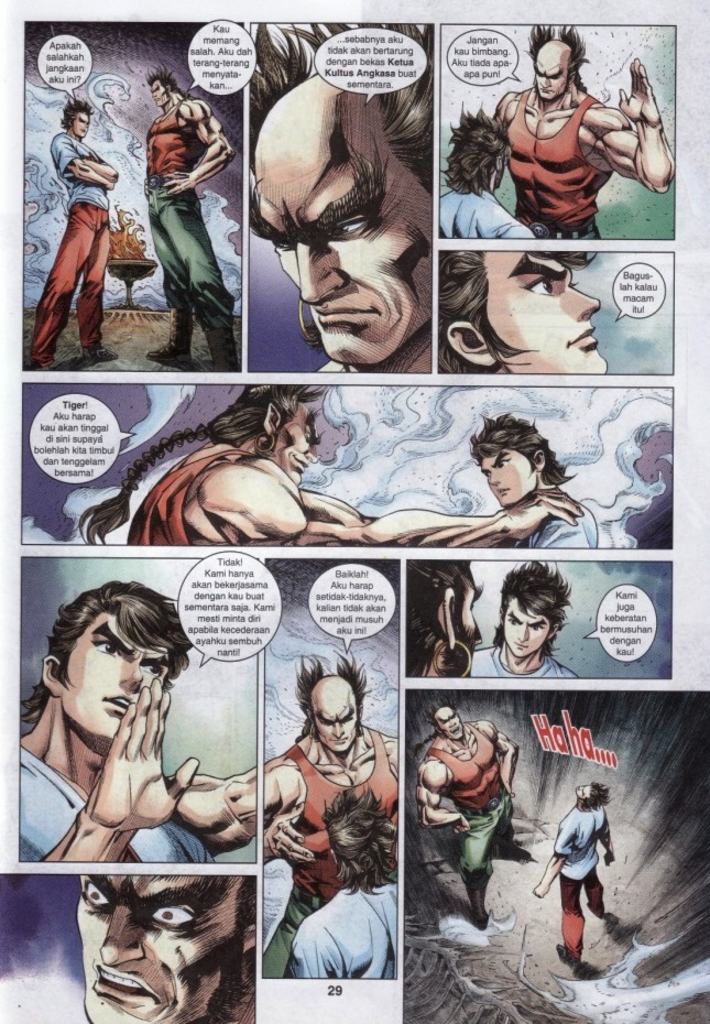 Apakah
salahkah
jangkaan
aku ini?
Kau
memang
salah. Aku dah
terang-terang
menyata-
kan...
...sebabnya aku
tidak akan bertarung
dengan bekas Ketua
Kultus Angkasa buat
sementara.
Jangan
kau bimbang.
Aku tiada apa-
apa pun!
Bagus-
lah kalau
macam
itu!
Tiger!
Aku harap
kau akan tinggal
di sini supaya
bolehlah kita timbul
dan tenggelam
bersama!
Tidak!
Kami hanya
akan bekerjasama
dengan kau buat
sementara saja. Kami
mesti minta diri
apabila kecederaan
ayahku sembuh
nanti!
Baiklah!
Aku harap
setidak-tidaknya,
kalian tidak akan
menjadi musuh
aku ini!
Kami
juga
keberatan
bermusuhan
dengan
kau!
Ha ha....
29